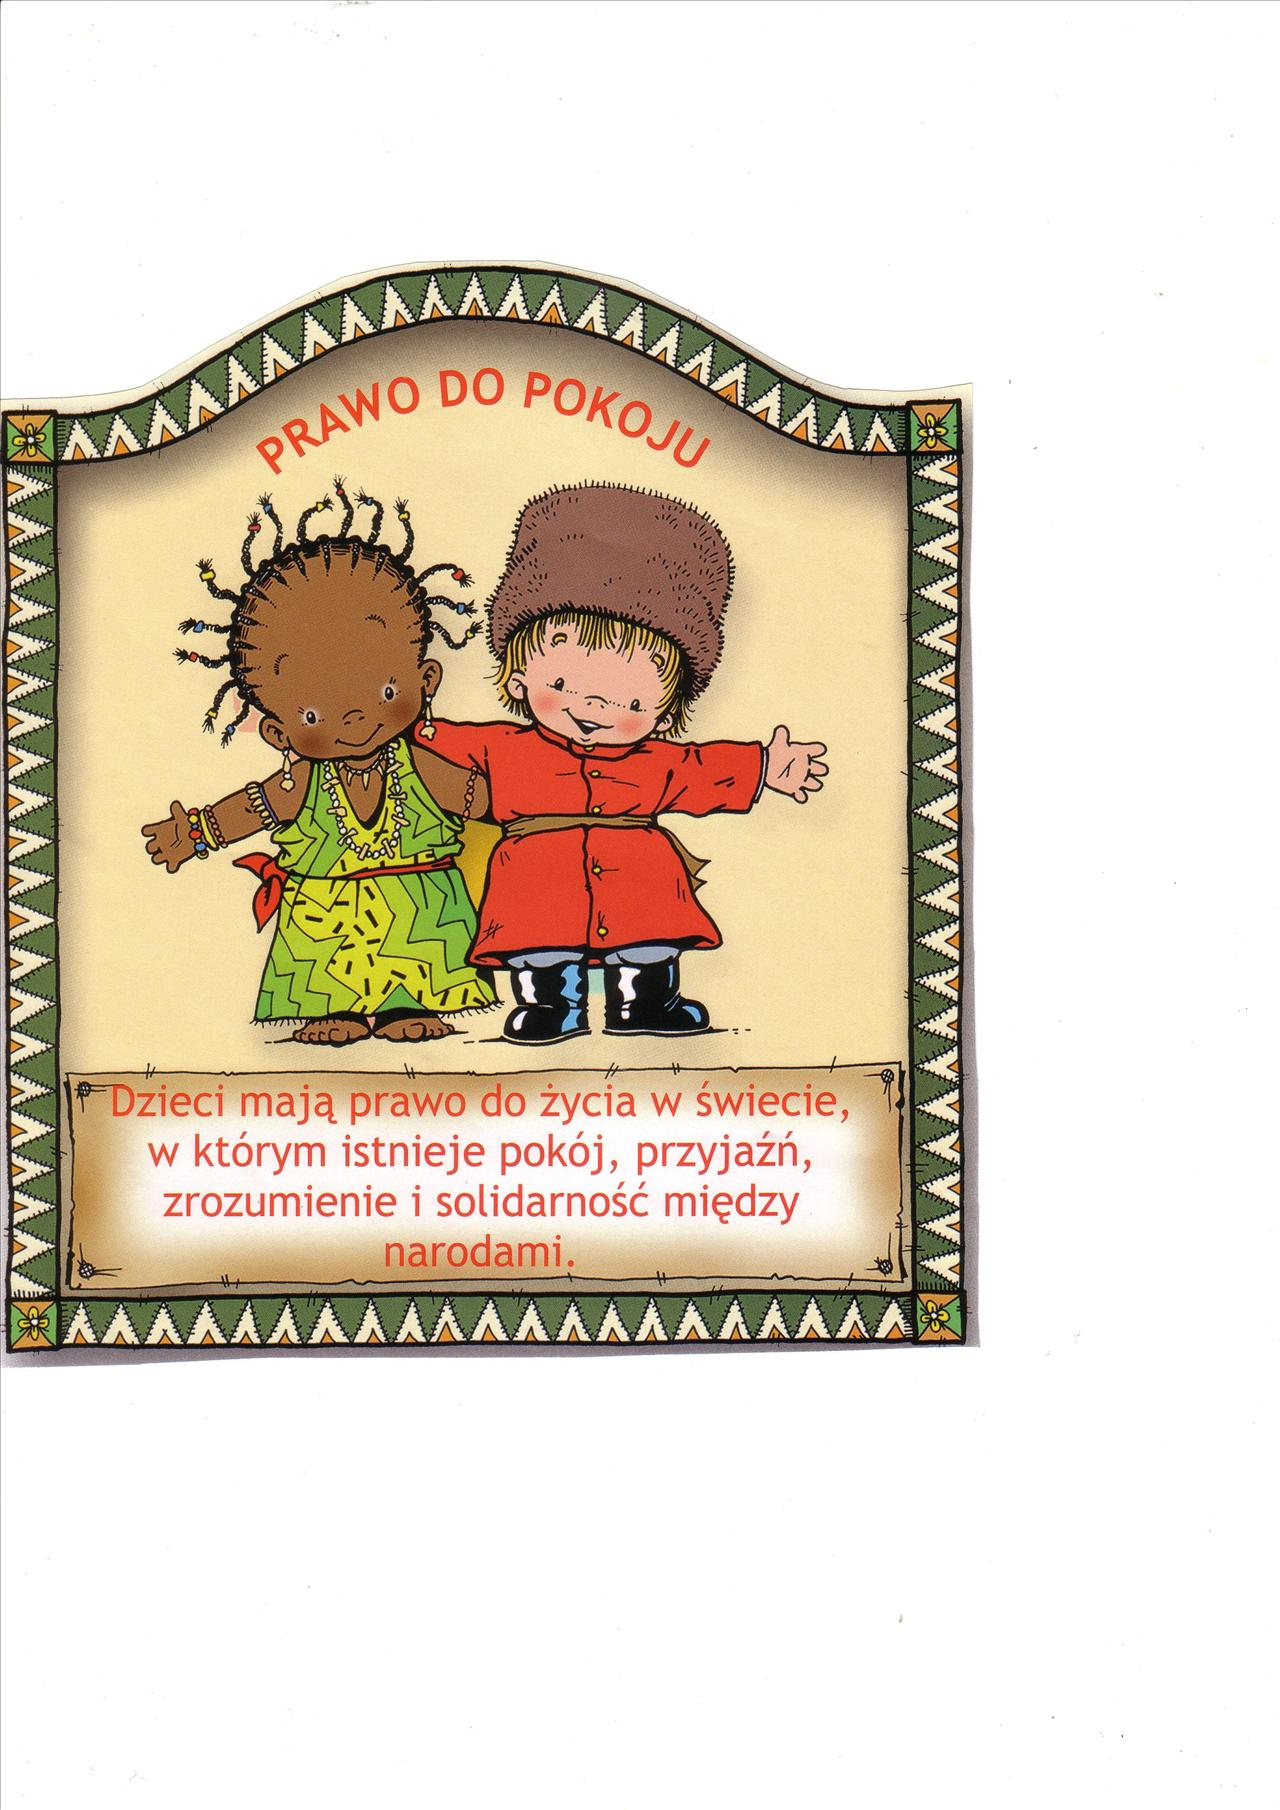 PRAWO DO POKOJU
Dzieci mają prawo do życia w świecie,
w którym istnieje pokój, przyjaźń,
zrozumienie i solidarność między
narodami.